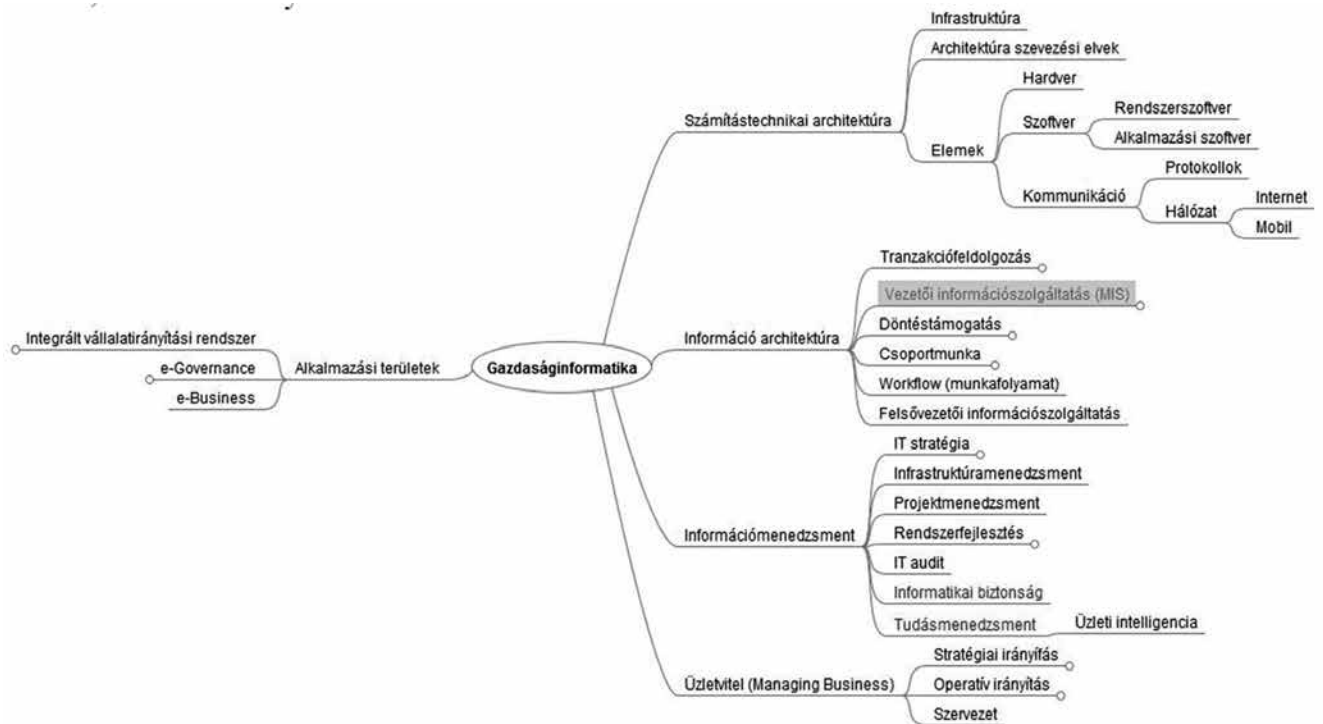 Infrastruktúra
Architektúra szevezési elvek
Hardver
Számítástechnikai architektúra
Rendszerszoftver
Szoftver
Alkalmazási szoftver
Elemek
Protokollok
Kommunikáció
Internet
Hálózat
Mobil
Tranzakciófeldolgozás
Vezetői információszolgáltatás (MIS)
Integrált vállalatirányítási rendszer
Információ architektúra
Döntéstámogatás
e-Governance
Alkalmazási területek
Gazdaságinformatika
Csoportmunka
e-Business
Workflow (munkafolyamat)
Felsővezetői információszolgáltatás
IT stratégia
Infrastruktúramenedzsment
Projektmenedzsment
Információmenedzsment
Rendszerfejlesztés
IT audit
Informatikai biztonság
Tudásmenedzsment
Üzleti intelligencia
Stratégiai irányífás
Üzletvitel (Managing Business)
Operatív irányítás
Szervezet